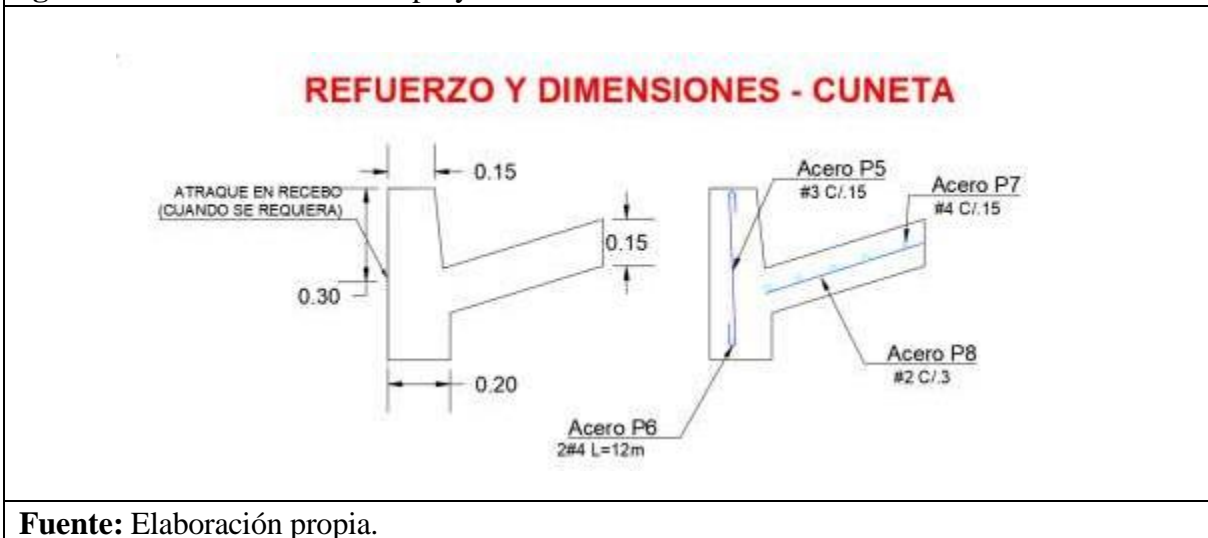 REFUERZO Y DIMENSIONES - CUNETA
0.15
ATRAQUE EN RECEBO
(CUANDO SE REQUIERA)
0.15
0.30
0.20
Acero P5
#3 C/.15
Acero P7
#4 C/.15
Acero P8
#2 C/.3
Acero P6
2#4 L=12m
Fuente: Elaboración propia.